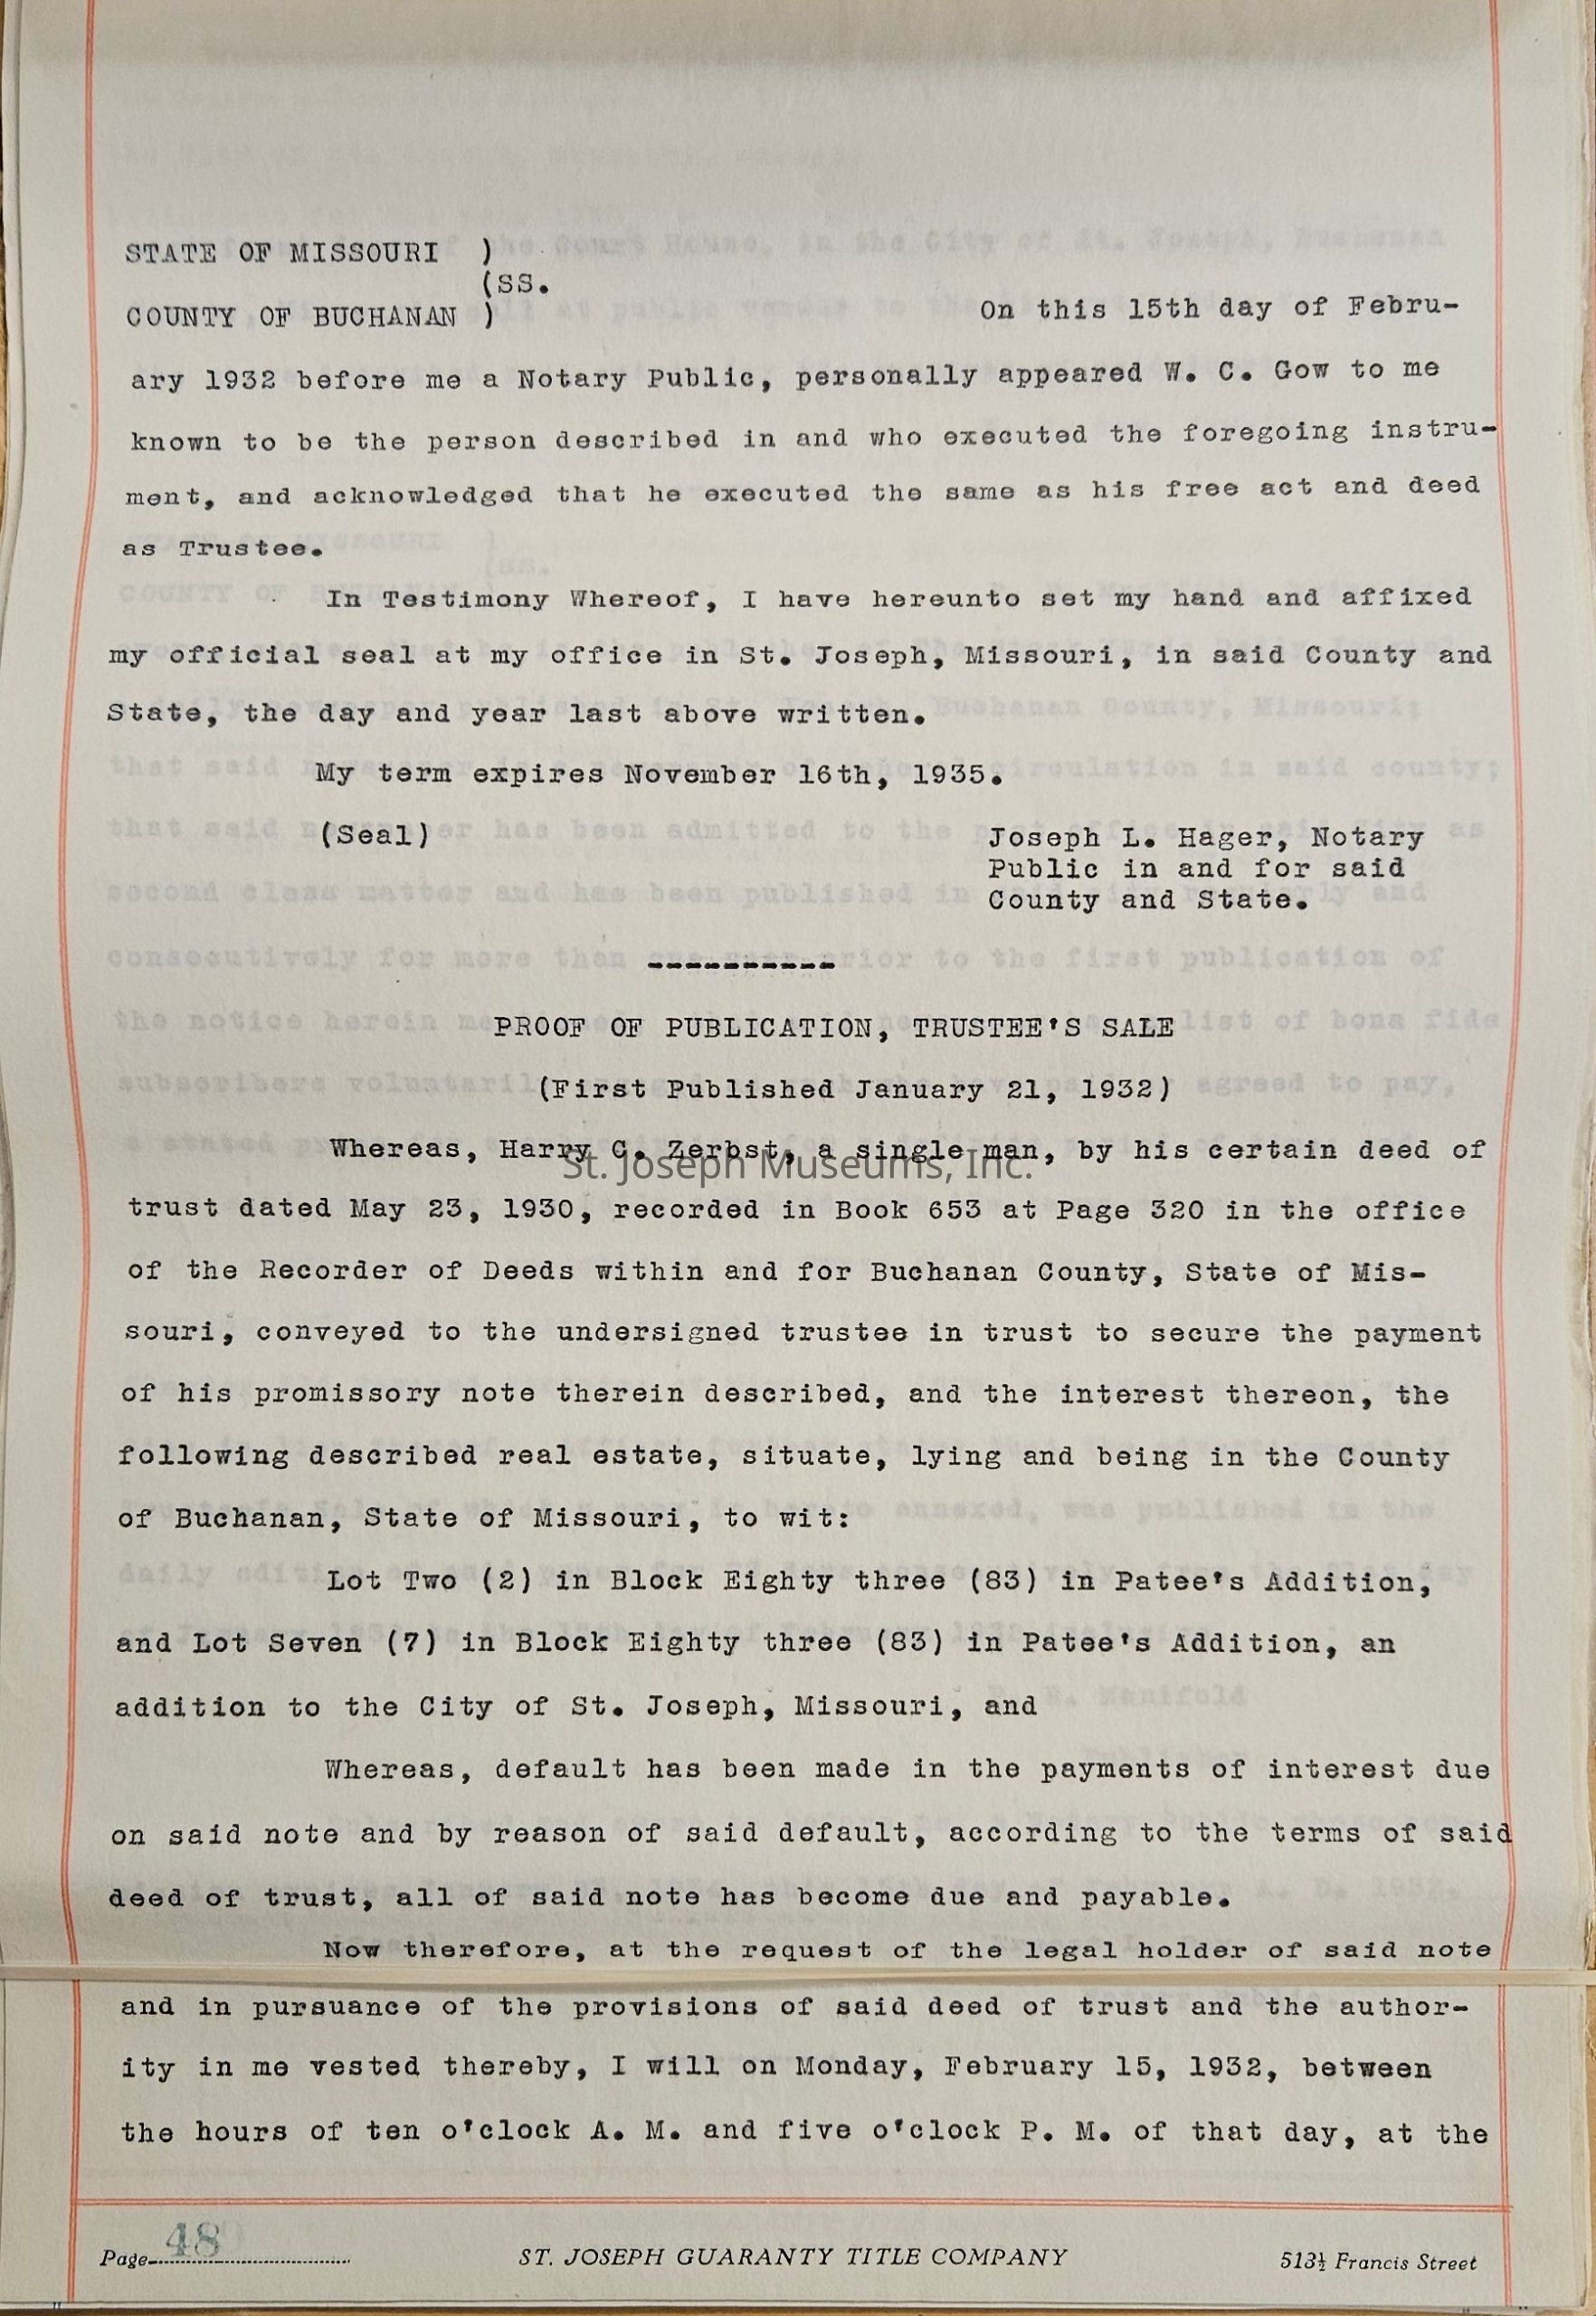 STATE OF MISSOURI )
(SS.
COUNTY OF BUCHANAN ) On this 15th day of Febru-
ary 1932 before me a Notary Public, personally appeared W. C. Gow to me
known to be the person described in and who executed the foregoing instru-
ment, and acknowledged that he executed the same as his free act and deed
as Trustee.
In Testimony Whereof, I have hereunto set my hand and affixed
my official seal at my office in St. Joseph, Missouri, in said County and
State, the day and year last above written.
My term expires November 16th, 1935.
(Seal) Joseph L. Hager, Notary
Public in and for said
County and State.
-----------
PROOF OF PUBLICATION, TRUSTEE'S SALE
(First Published January 21, 1932)
Whereas, Harry C. Zerbst, a single man, by his certain deed of
St. Joseph Museums, Inc.
trust dated May 23, 1930, recorded in Book 653 at Page 320 in the office
of the Recorder of Deeds within and for Buchanan County, State of Mis-
souri, conveyed to the undersigned trustee in trust to secure the payment
of his promissory note therein described, and the interest thereon, the
following described real estate, situate, lying and being in the County
of Buchanan, State of Missouri, to wit:
Lot Two (2) in Block Eighty three (83) in Patee's Addition,
and Lot Seven (7) in Block Eighty three (83) in Patee's Addition, an
addition to the City of St. Joseph, Missouri, and
Whereas, default has been made in the payments of interest due
on said note and by reason of said default, according to the terms of said
deed of trust, all of said note has become due and payable.
Now therefore, at the request of the legal holder of said note
and in pursuance of the provisions of said deed of trust and the author-
ity in me vested thereby, I will on Monday, February 15, 1932, between
the hours of ten o'clock A. M. and five o'clock P. M. of that day, at the
Page 48 ST. JOSEPH GUARANTY TITLE COMPANY 513½ Francis Street